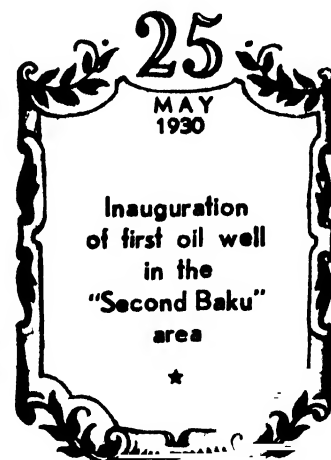 25
MAY
1930
Inauguration
of first oil well
in the
"Second Baku"
area